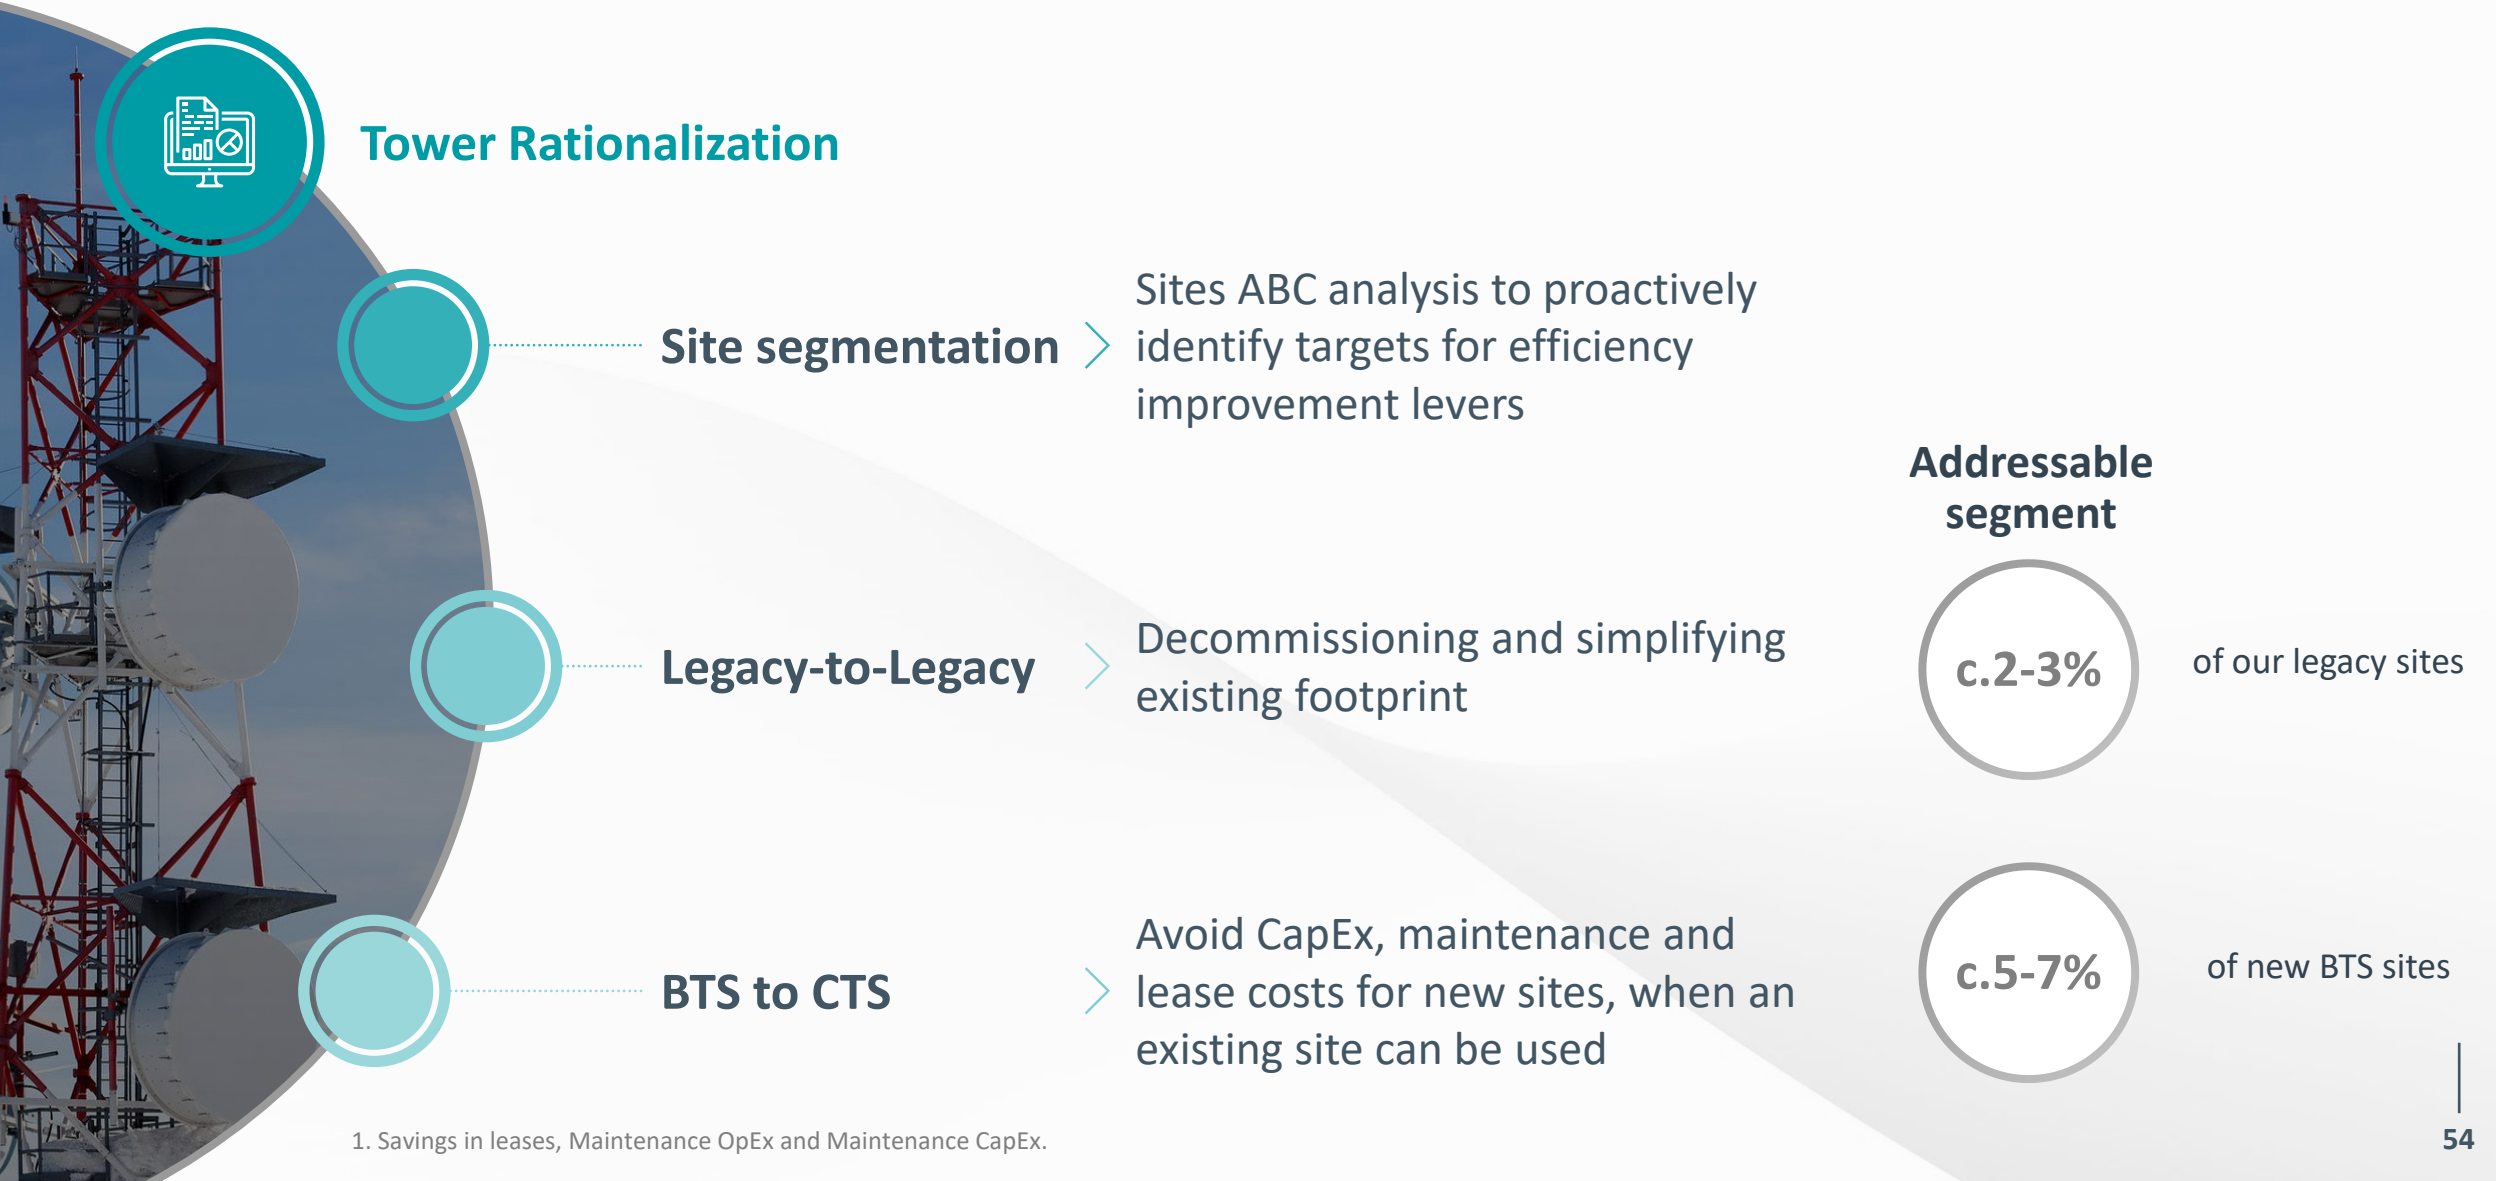 Tower Rationalization
Site segmentation
Sites ABC analysis to proactively
identify targets for efficiency
improvement levers
Addressable
segment
Legacy-to-Legacy
Decommissioning and simplifying
existing footprint
c.2-3%
of our legacy sites
BTS to CTS
Avoid CapEx, maintenance and
lease costs for new sites, when an
existing site can be used
c.5-7%
of new BTS sites
1. Savings in leases, Maintenance OpEx and Maintenance CapEx.
54